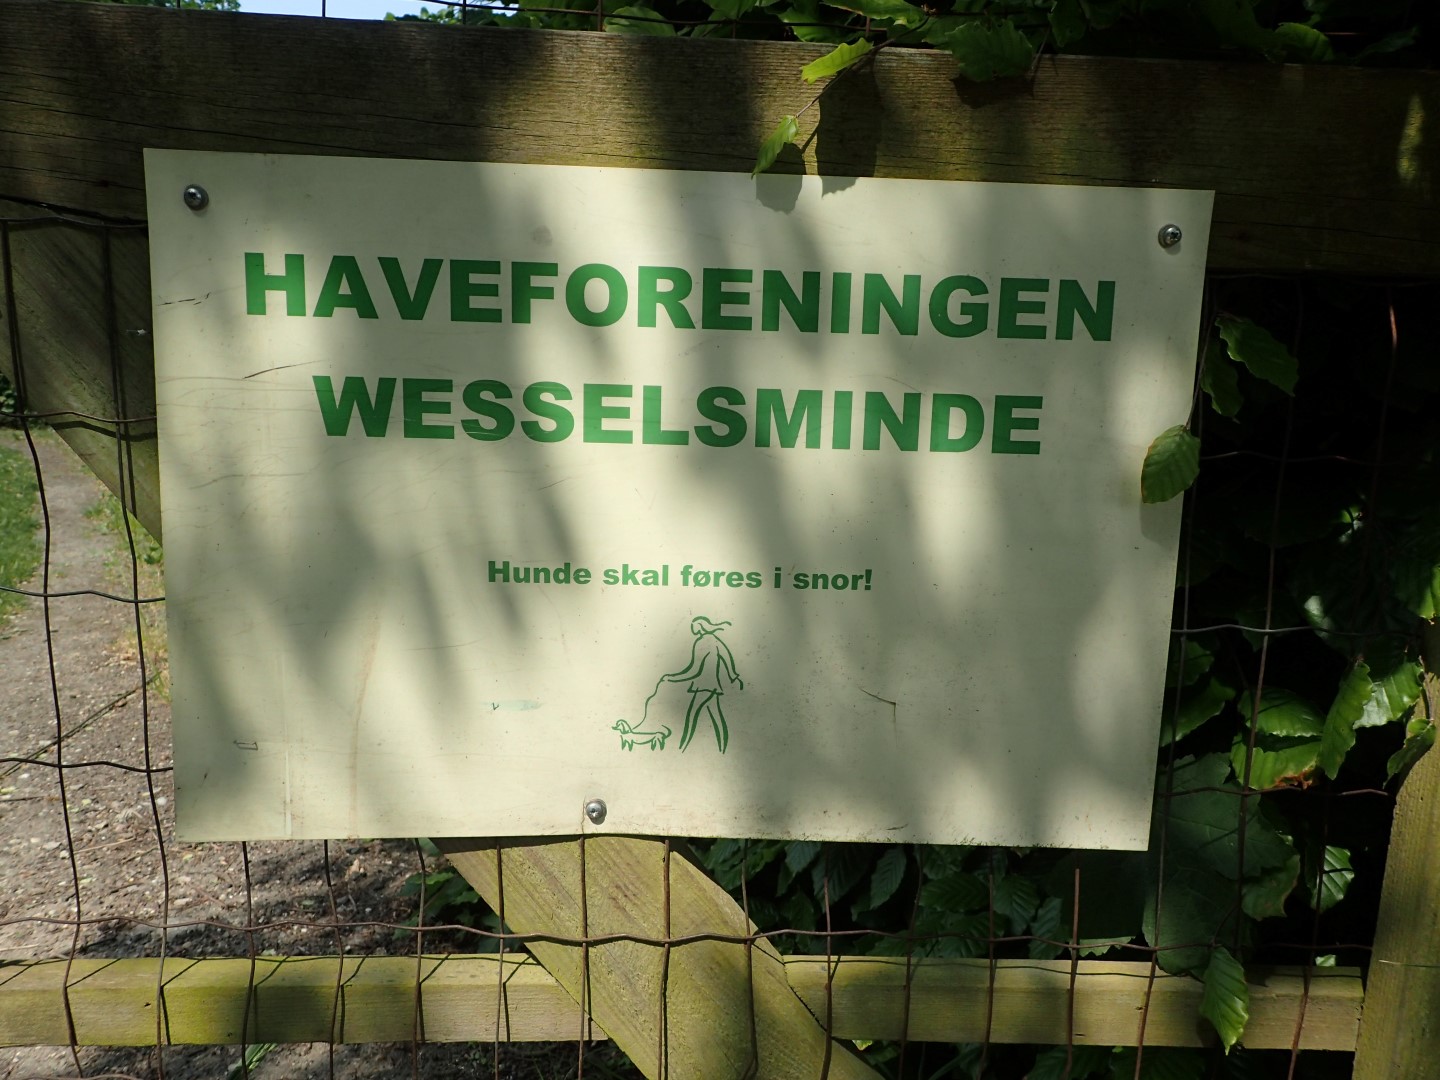 HAVEFORENINGEN
WESSELSMINDE
Hunde skal føres i snor!